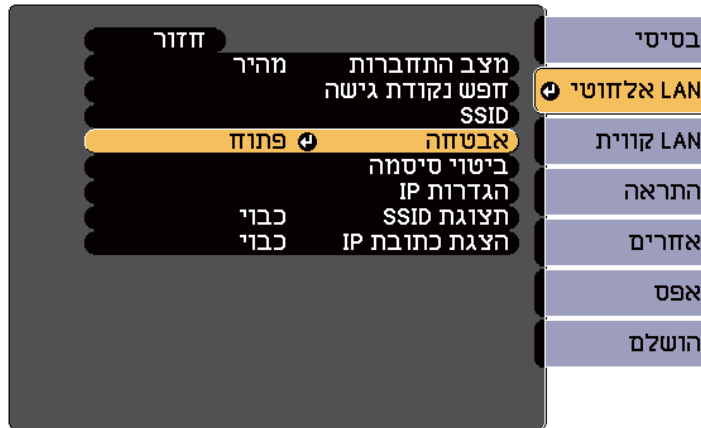 בסיסי
LAN אלחוטי
LAN קווית
התראה
אחרים
אפס
הושלם
חזור
מצב התחברות מהיר
חפש נקודת גישה
SSID
אבטחה פתוח
ביטוי סיסמה
הגדרות IP
תצוגת SSID כבוי
הצגת כתובת IP כבוי